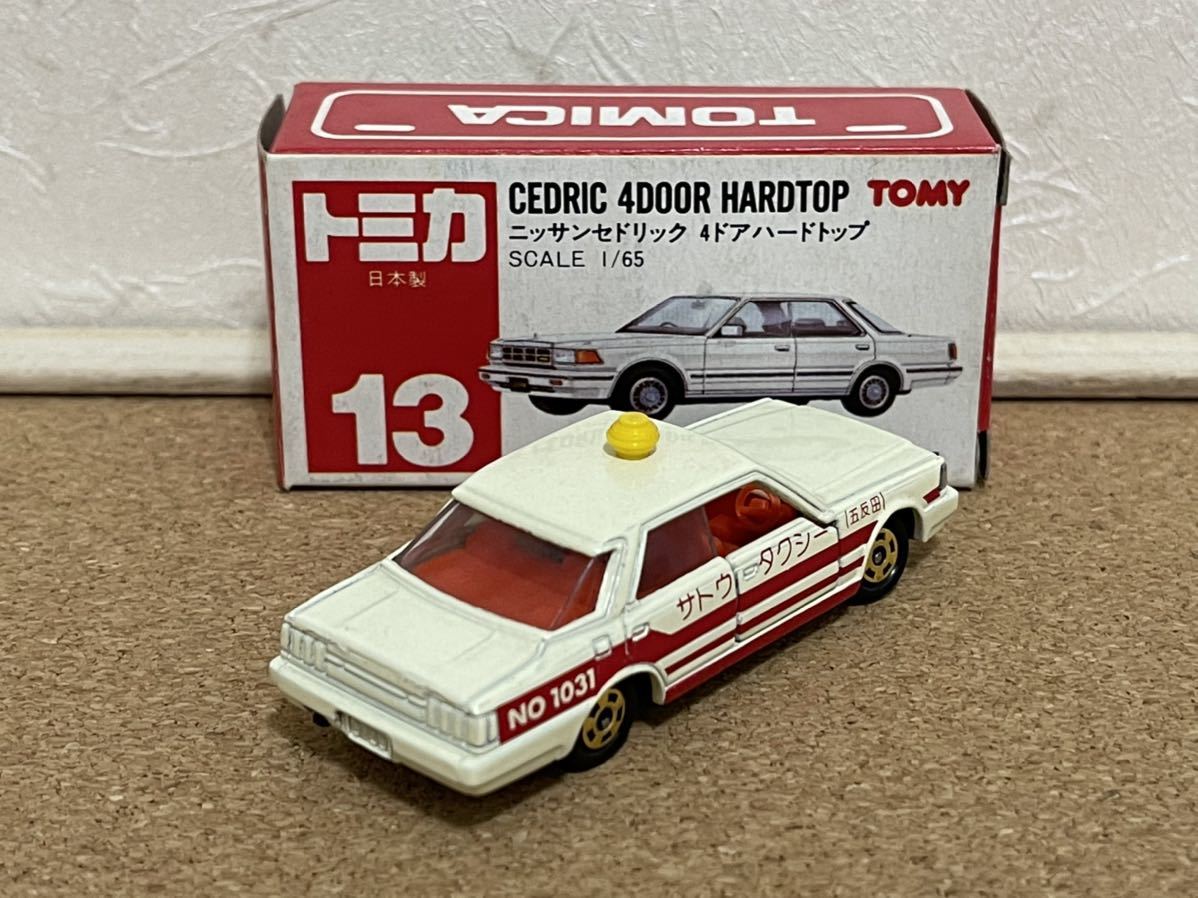 TOMICA
トミカ
日本製
13
CEDRIC 4DOOR HARDTOP TOMY
ニッサンセドリック 4ドアハードトップ
SCALE 1/65
サトウタクシー
(五反田)
NO 1031